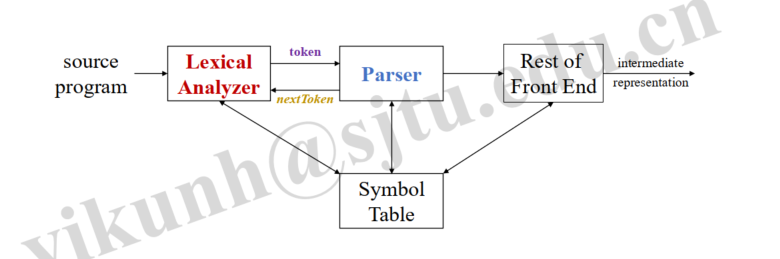 source
program
Lexical
Analyzer
token
nextToken
Parser
Rest of
Front End
intermediate
representation
Symbol
Table
yikunh@sjtu.edu.cn